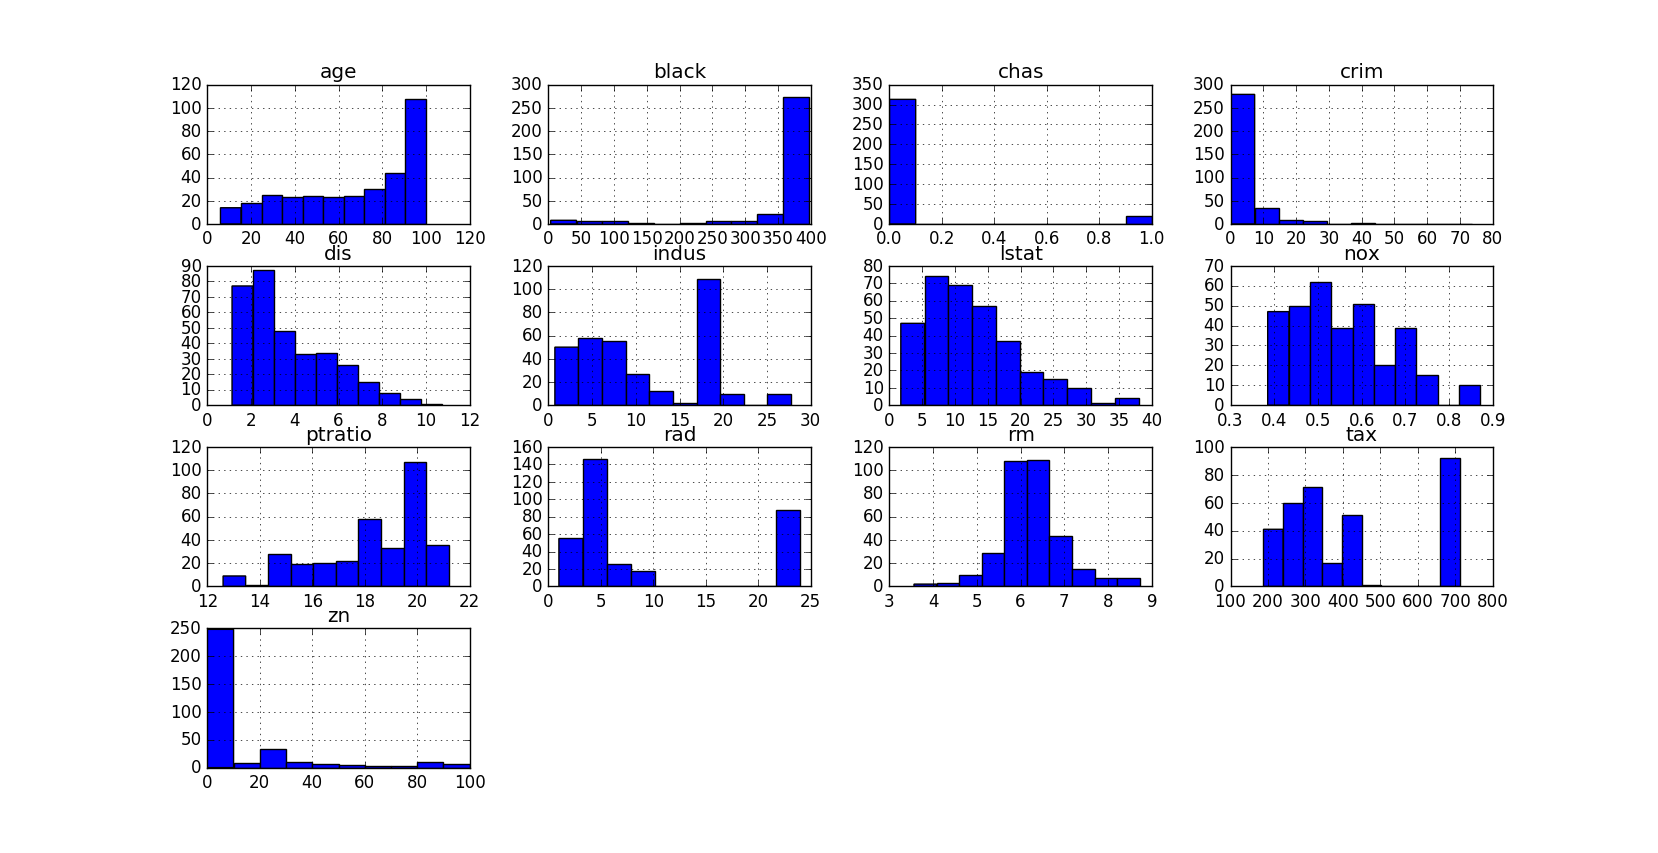 age black chas crim
120 300 350 300
100 250 300 250
80 200 250 200
60 150 200 150
40 100 150 100
20 50 100 50
0 0 50 0
0
0 20 40 60 80 100 120 0 50 100 150 200 250 300 350 400 0.0 0.2 0.4 0.6 0.8 1.0 0 10 20 30 40 50 60 70 80
dis indus lstat nox
90 120 80 70
80 100 70 60
70 80 60 50
60 60 50 40
50 40 40 30
40 20 30 20
30 0 20 10
20 10 0
10 0
0
0 2 4 6 8 10 12 0 5 10 15 20 25 30 0 5 10 15 20 25 30 35 40 0.3 0.4 0.5 0.6 0.7 0.8 0.9
ptratio rad rm tax
120 160 120 100
100 140 100 80
80 120 80 60
60 100 60 40
40 80 40 20
20 60 20 0
0 40 0
20
0
12 14 16 18 20 22 0 5 10 15 20 25 3 4 5 6 7 8 9 100 200 300 400 500 600 700 800
zn
250
200
150
100
50
0
0 20 40 60 80 100